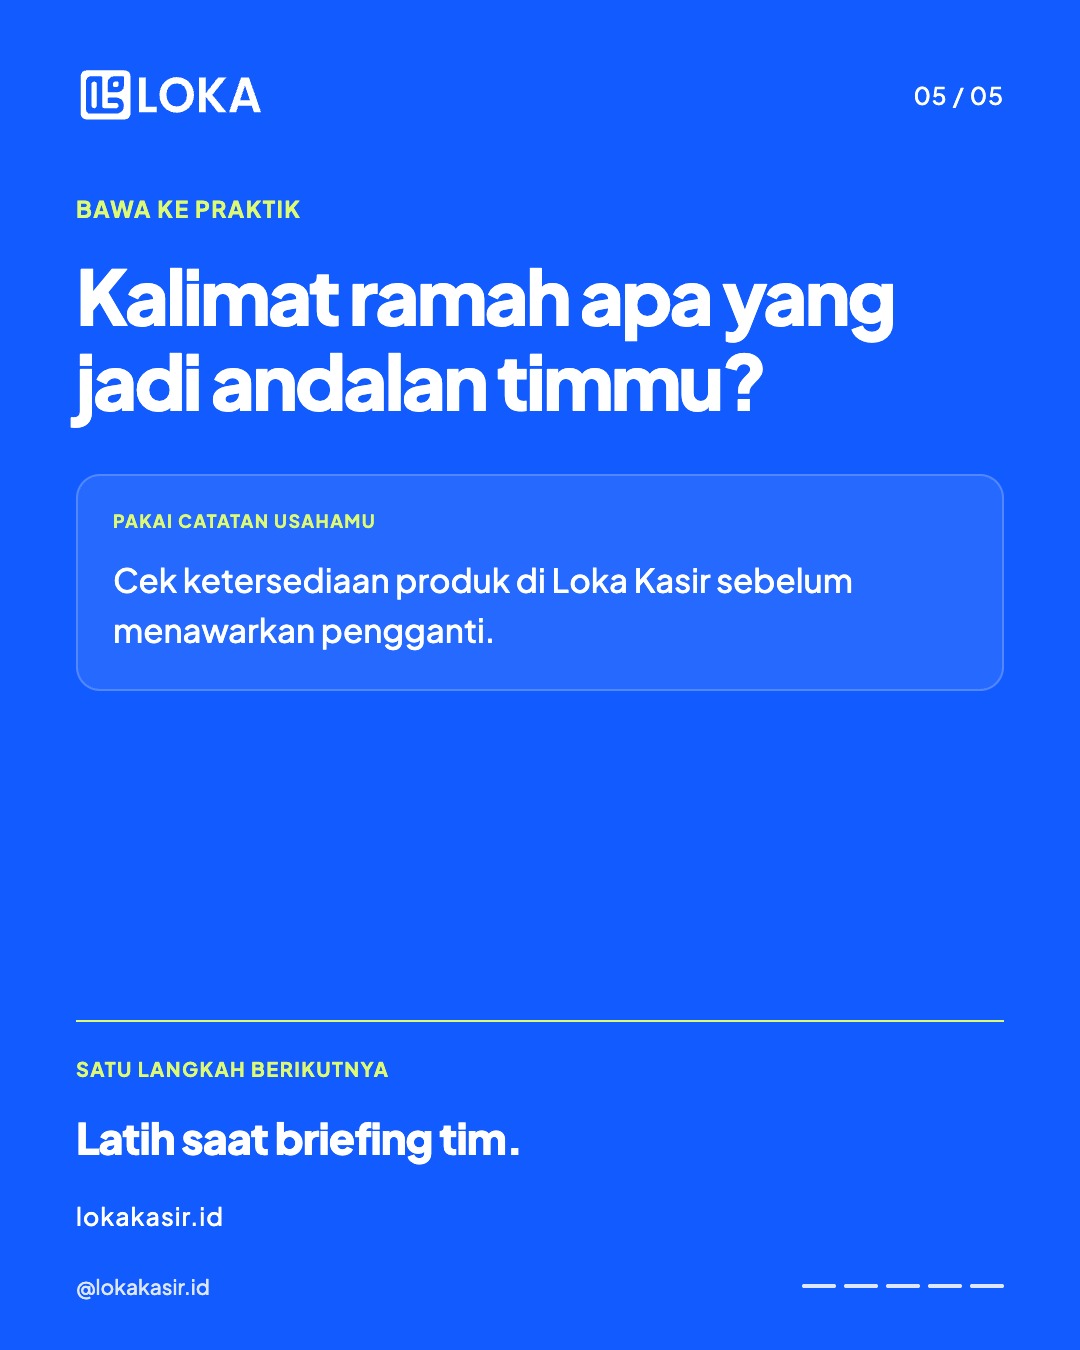 LOKA
05 / 05
BAWA KE PRAKTIK
Kalimat ramah apa yang
jadi andalan timmu?
PAKAI CATATAN USAHAMU
Cek ketersediaan produk di Loka Kasir sebelum
menawarkan pengganti.
SATU LANGKAH BERIKUTNYA
Latih saat briefing tim.
lokakasir.id
@lokakasir.id